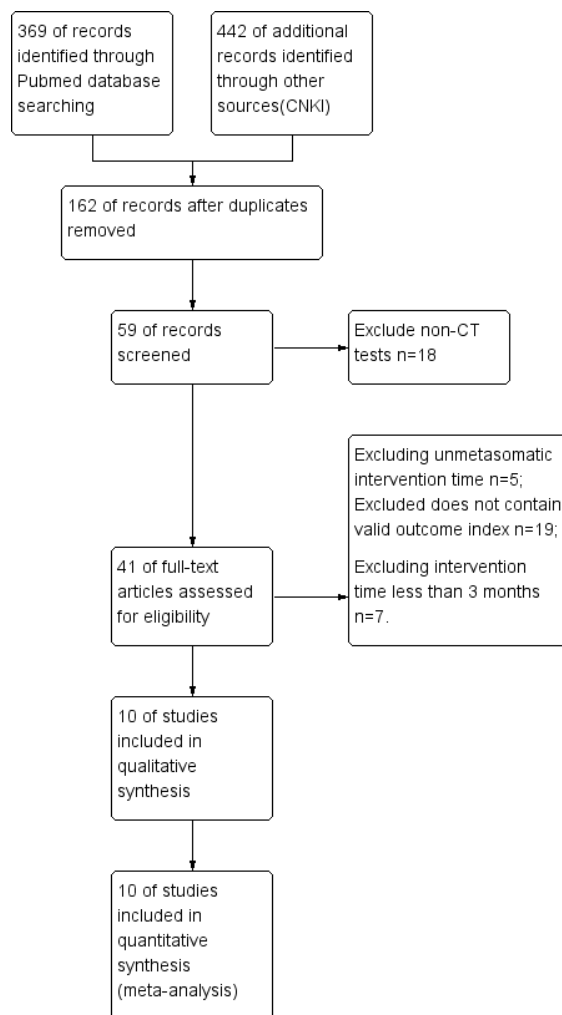 369 of records
identified through
Pubmed database
searching
442 of additional
records identified
through other
sources(CNKI)
162 of records after duplicates
removed
59 of records
screened
Exclude non-CT
tests n=18
Excluding unmetasomatic
intervention time n=5;
Excluded does not contain
valid outcome index n=19;
Excluding intervention
time less than 3 months
n=7.
41 of full-text
articles assessed
for eligibility
10 of studies
included in
qualitative
synthesis
10 of studies
included in
quantitative
synthesis
(meta-analysis)